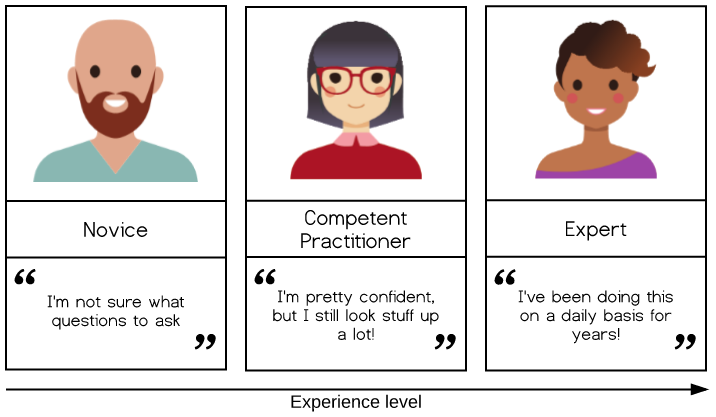 Novice
Competent
Practitioner
Expert
“
I'm not sure what
questions to ask
”
“
I'm pretty confident,
but I still look stuff up
a lot!
”
“
I've been doing this
on a daily basis for
years!
”
Experience level